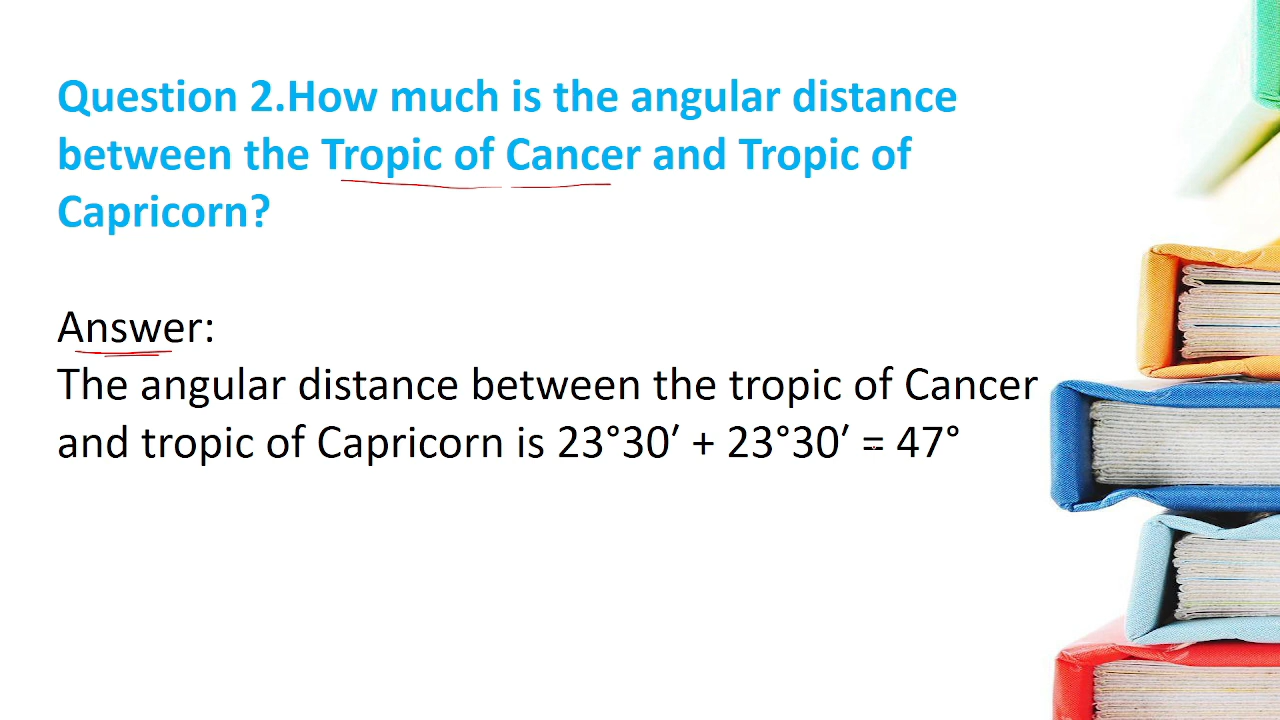 Question 2.How much is the angular distance
between the Tropic of Cancer and Tropic of
Capricorn?
Answer:
The angular distance between the tropic of Cancer
and tropic of Capricorn is 23°30′ + 23°30′ = 47°